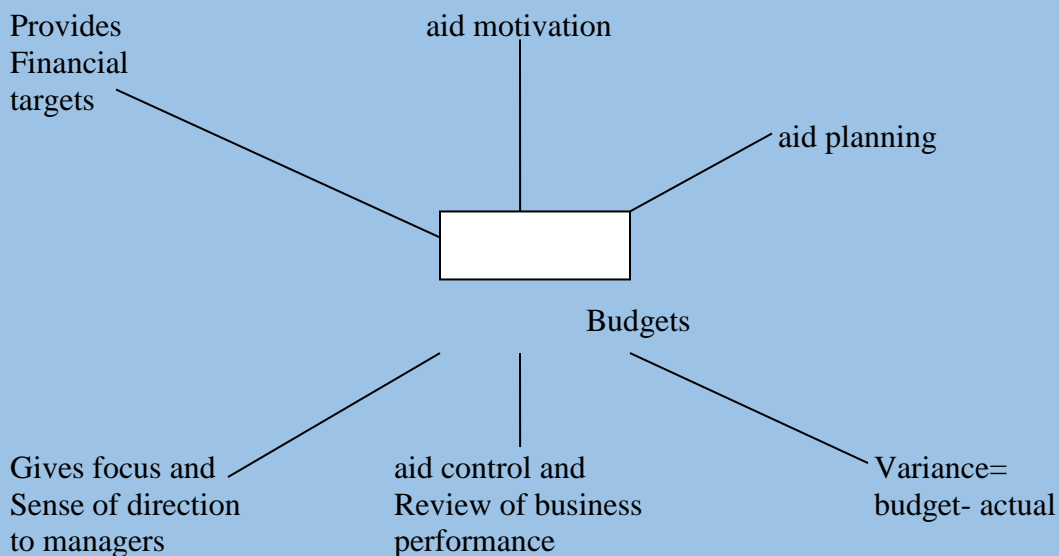 Provides
Financial
targets
aid motivation
aid planning
Budgets
Gives focus and
Sense of direction
to managers
aid control and
Review of business
performance
Variance=
budget- actual